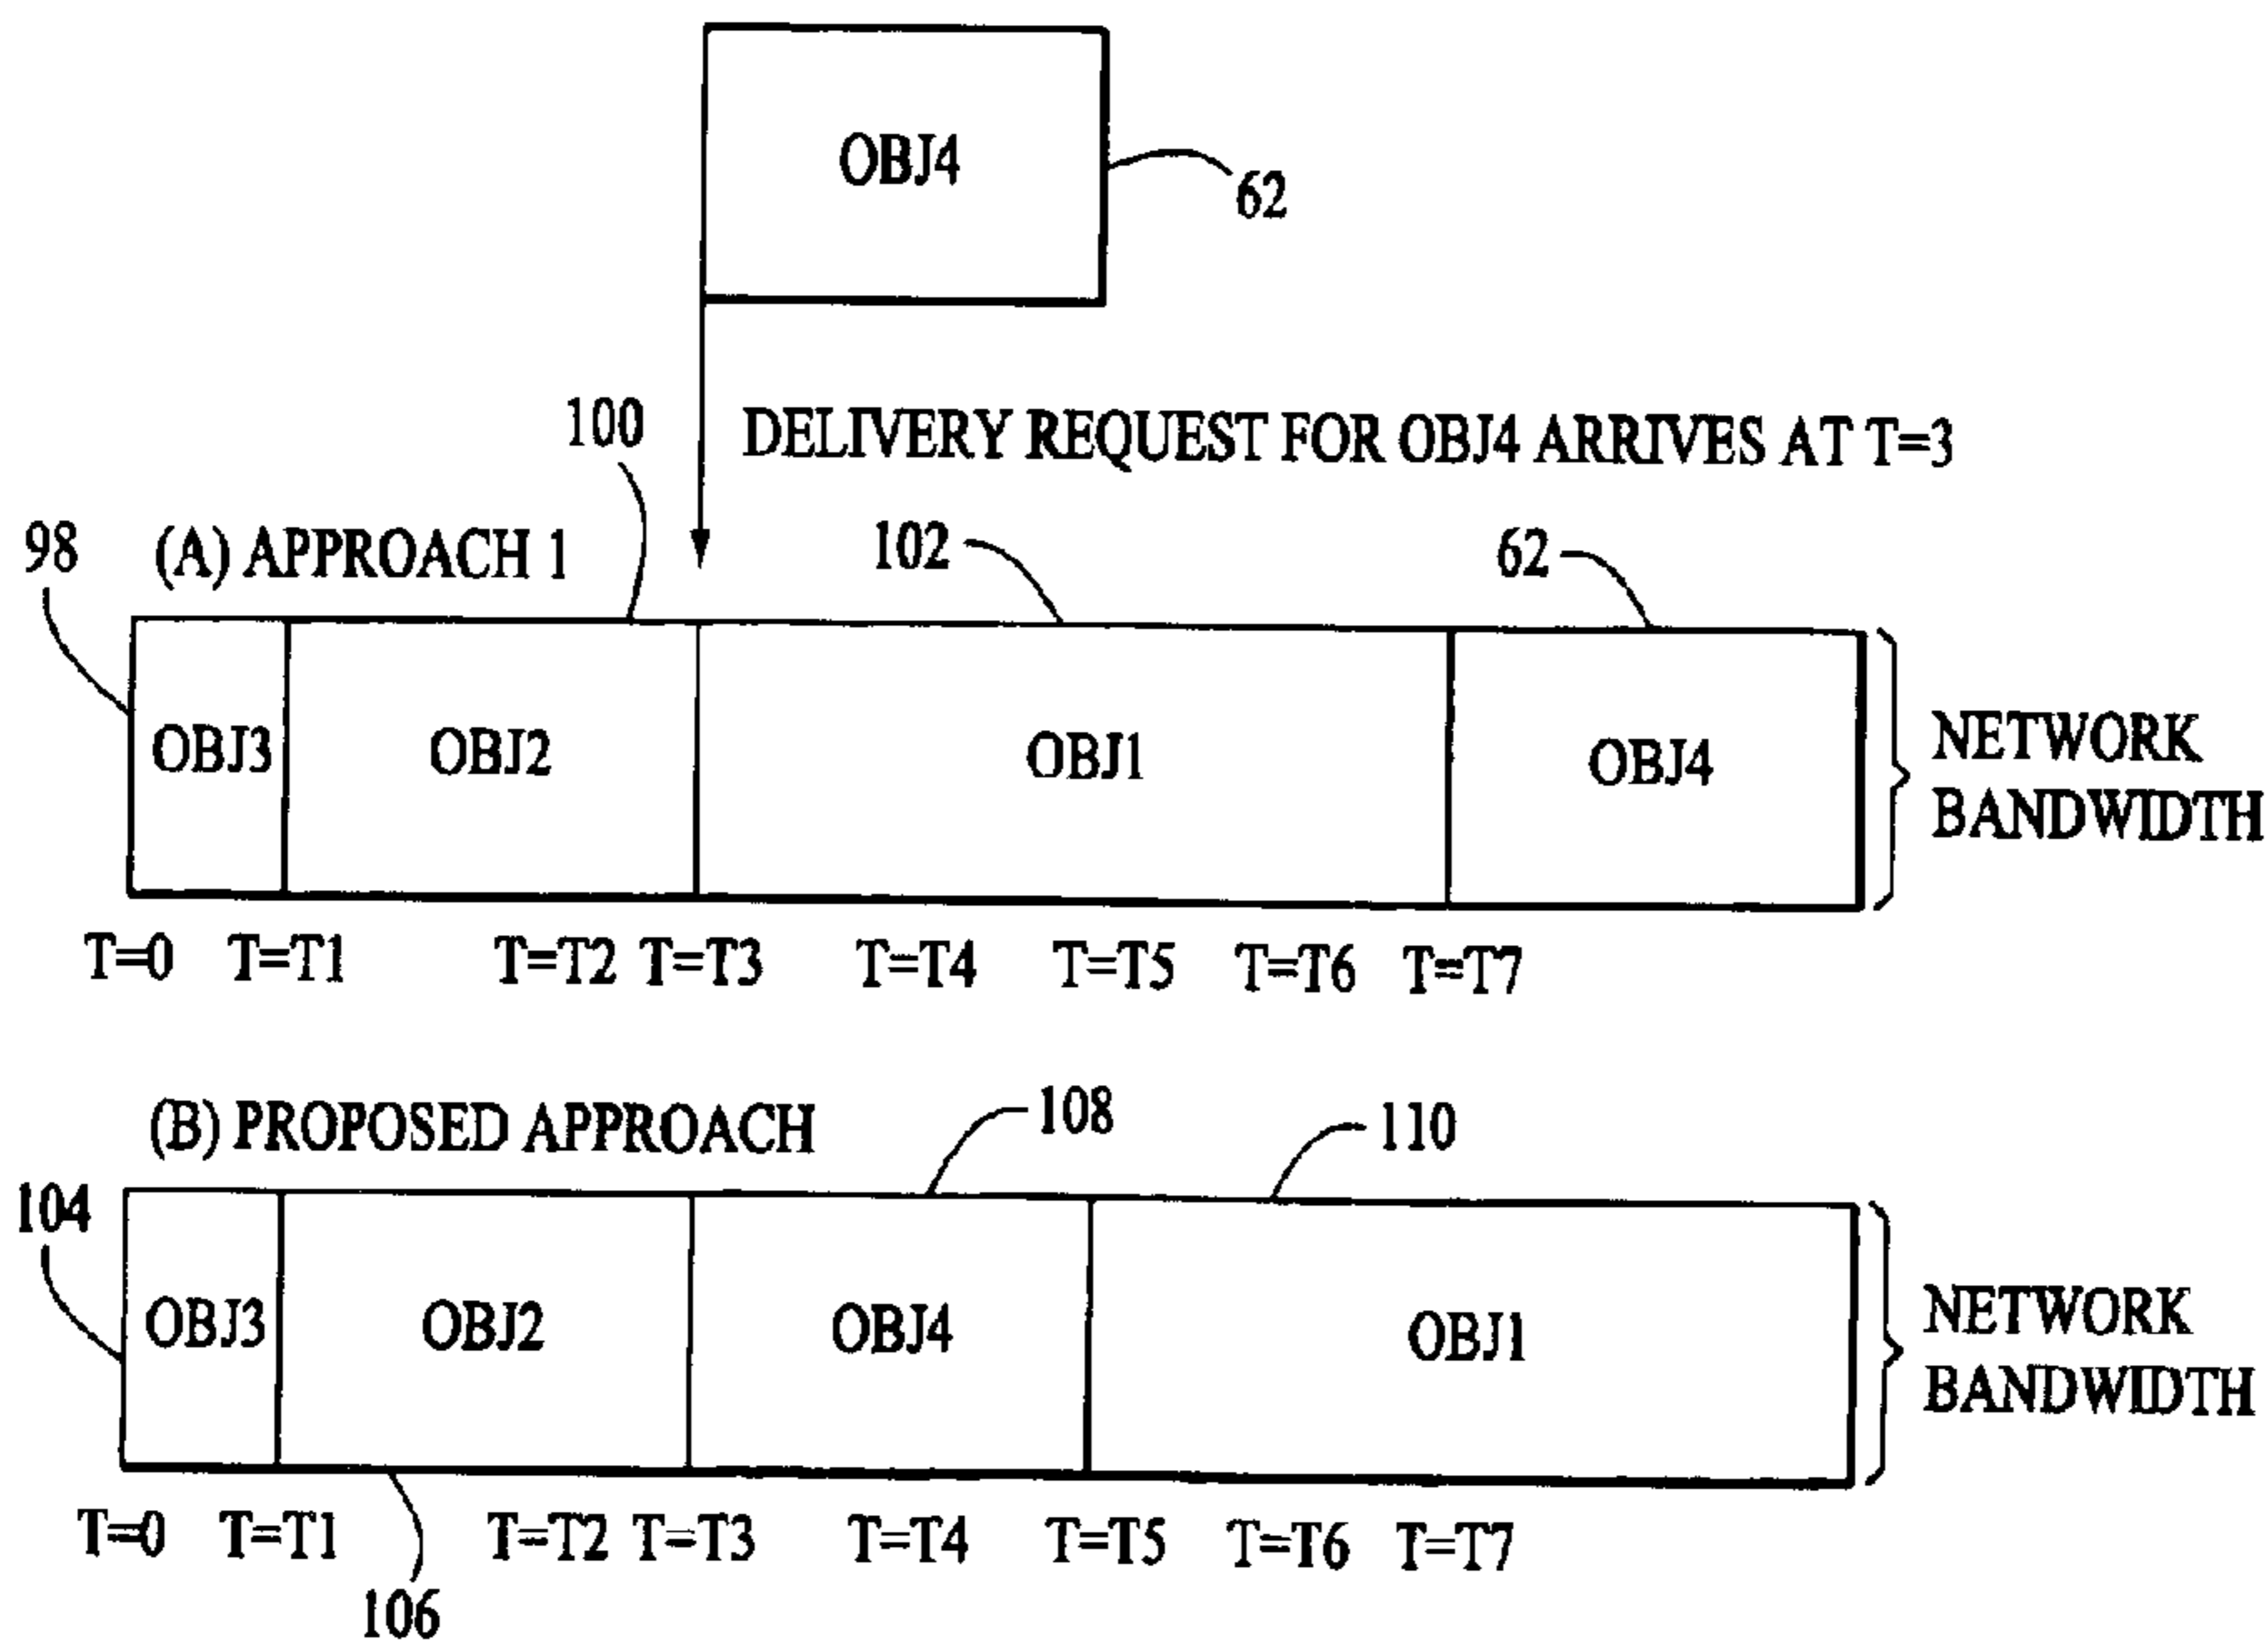 OBJ4
62
100
DELIVERY REQUEST FOR OBJ4 ARRIVES AT T=3
98
(A) APPROACH 1
102
62
OBJ3
OBJ2
OBJ1
OBJ4
NETWORK
BANDWIDTH
T=0 T=T1 T=T2 T=T3 T=T4 T=T5 T=T6 T=T7
(B) PROPOSED APPROACH
108
110
104
OBJ3
OBJ2
OBJ4
OBJ1
NETWORK
BANDWIDTH
T=0 T=T1 T=T2 T=T3 T=T4 T=T5 T=T6 T=T7
106